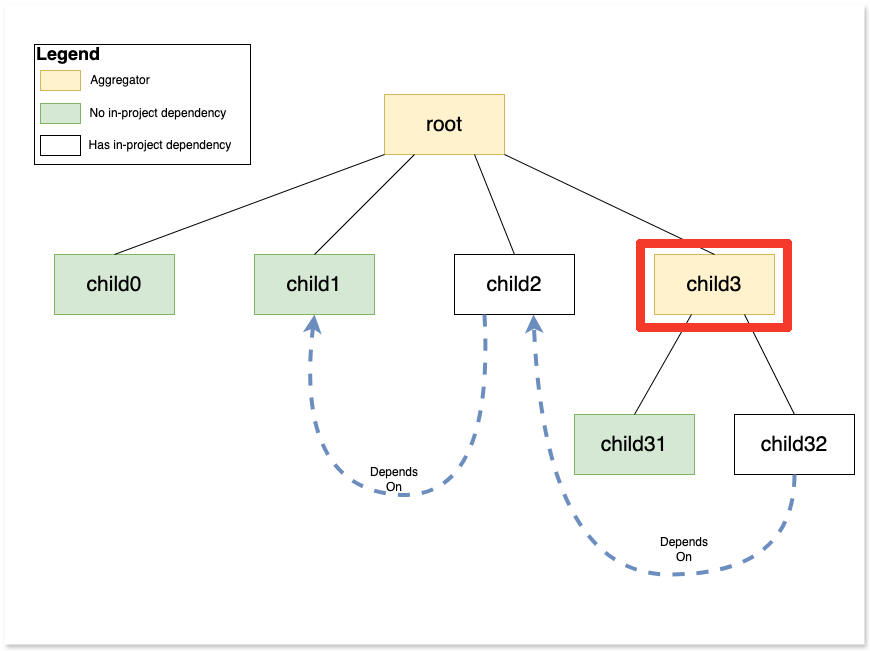 Legend
Aggregator
No in-project dependency
Has in-project dependency
root
child0
child1
child2
child3
child31
child32
Depends
On
Depends
On